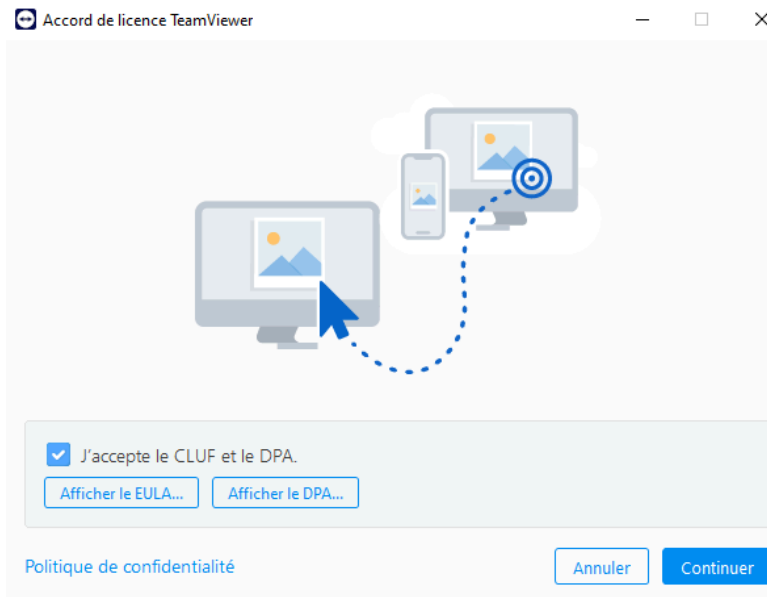 Accord de licence TeamViewer
J'accepte le CLUF et le DPA.
Afficher le EULA...
Afficher le DPA...
Politique de confidentialité
Annuler
Continuer